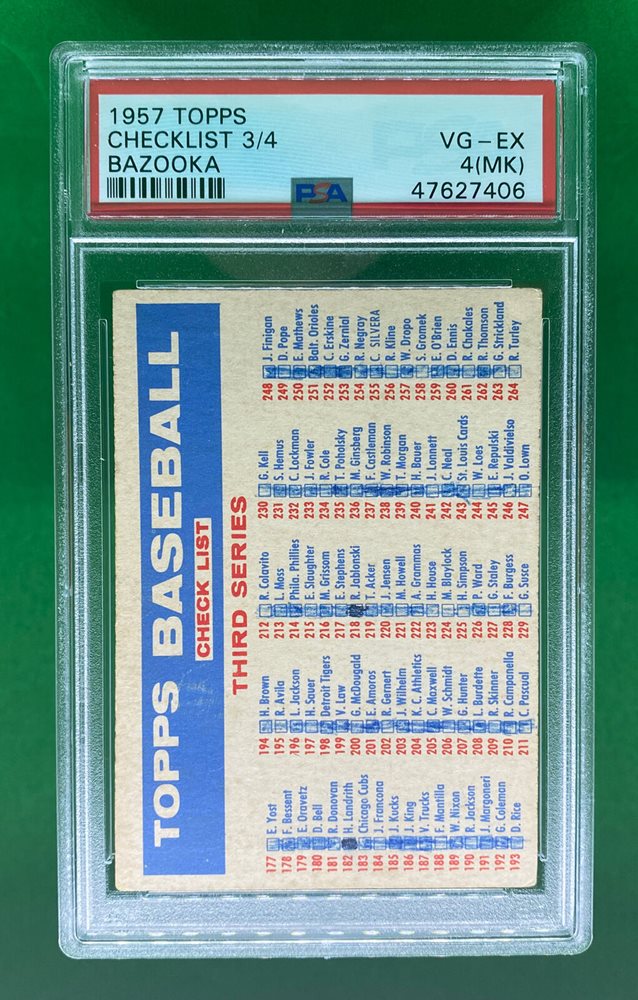 1957 TOPPS
CHECKLIST 3/4
BAZOOKA
VG-EX
4(MK)
PSA
47627406
TOPPS BASEBALL
CHECK LIST
THIRD SERIES
177 E. Yost
178 F. Bessent
179 E. Oravetz
180 D. Bell
181 R. Donovan
182 H. Landrith
183 Chicago Cubs
184 J. Francona
185 J. Kucks
186 J. King
187 V. Trucks
188 F. Mantilla
189 W. Nixon
190 R. Jackson
191 J. Margoneri
192 G. Coleman
193 D. Rice
194 H. Brown
195 R. Avila
196 L. Jackson
197 E. Sauer
198 Detroit Tigers
199 V. Law
200 G. McDougald
201 E. Amoros
202 R. Gernert
203 J. Wilhelm
204 K. C. Athletics
205 C. Maxwell
206 W. Schmidt
207 G. Hunter
208 L. Burdette
209 R. Skinner
210 R. Campanella
211 C. Pascual
212 R. Colavito
213 L. Moss
214 Phila. Phillies
215 E. Slaughter
216 M. Grissom
217 E. Stephens
218 R. Jablonski
219 T. Acker
220 J. Jensen
221 M. Howell
222 A. Grammas
223 H. House
224 M. Blaylock
225 H. Simpson
226 P. Ward
227 G. Staley
228 F. Burgess
229 G. Susce
230 G. Kell
231 S. Hemus
232 C. Lockman
233 J. Fowler
234 R. Cole
235 T. Poholsky
236 M. Ginsberg
237 F. Castleman
238 W. Robinson
239 T. Morgan
240 H. Bauer
241 J. Lonnett
242 C. Neal
243 St. Louis Cards
244 W. Loes
245 E. Repulski
246 J. Valdivielso
247 O. Lown
248 J. Finigan
249 D. Pope
250 E. Mathews
251 Balt. Orioles
252 C. Erskine
253 G. Zernial
254 R. Negray
255 C. SILVERA
256 R. Kline
257 W. Dropo
258 S. Gromek
259 E. O'Brien
260 D. Ennis
261 R. Chakales
262 R. Thomson
263 G. Strickland
264 R. Turley